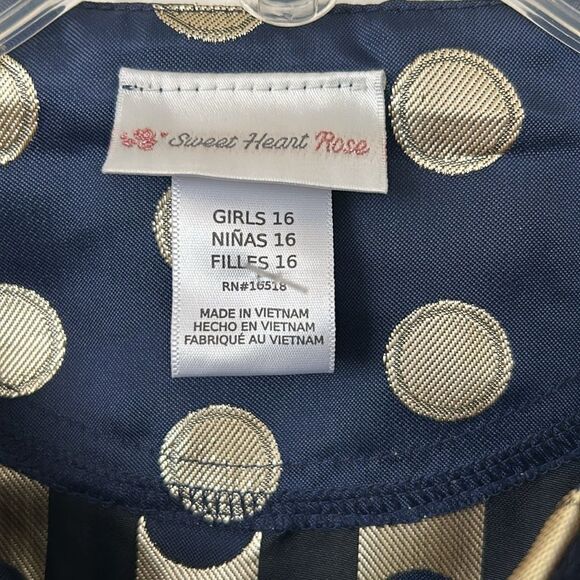 Sweet Heart Rose
GIRLS 16
NIÑAS 16
FILLES 16
RN#16518
MADE IN VIETNAM
HECHO EN VIETNAM
FABRIQUÉ AU VIETNAM